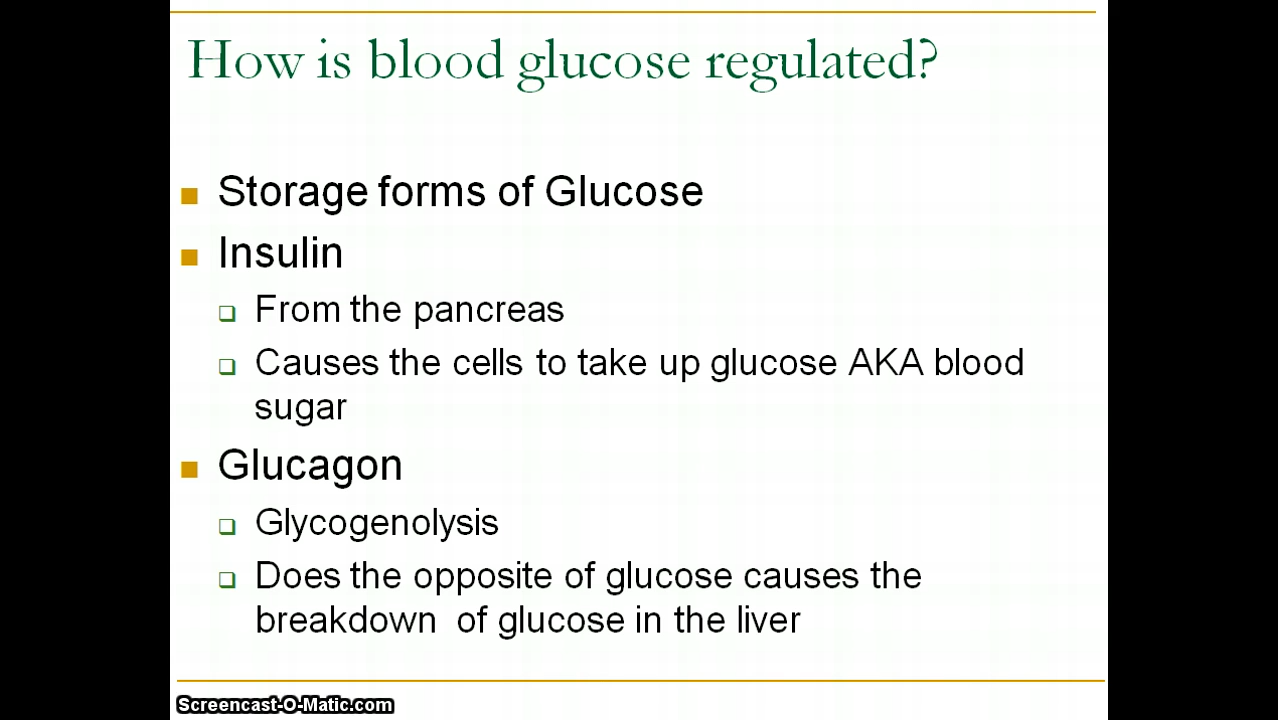 How is blood glucose regulated?
Storage forms of Glucose
Insulin
From the pancreas
Causes the cells to take up glucose AKA blood
sugar
Glucagon
Glycogenolysis
Does the opposite of glucose causes the
breakdown of glucose in the liver
Screencast-O-Matic.com